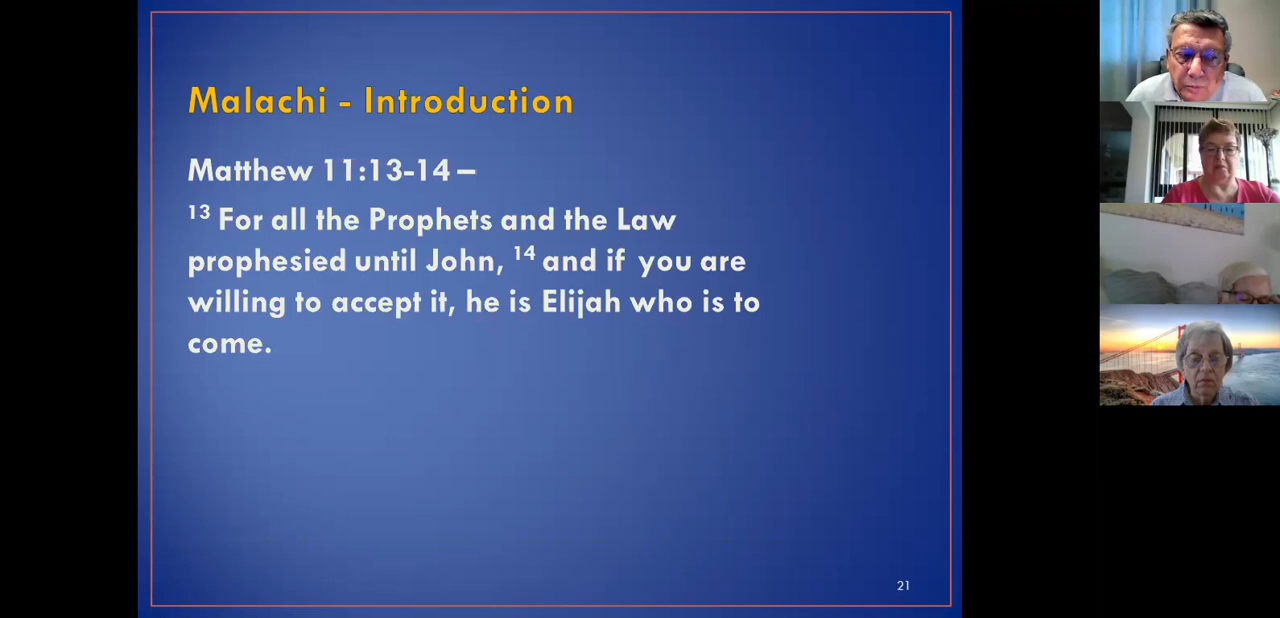 Malachi - Introduction
Matthew 11:13-14 –
13 For all the Prophets and the Law
prophesied until John, 14 and if you are
willing to accept it, he is Elijah who is to
come.
21